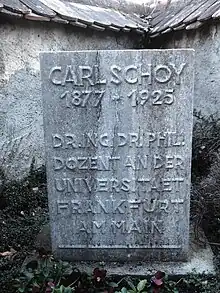 CARL SCHOY
1877 - 1925
DR. ING. DR. PHIL.
DOZENT AN DER
UNIVERSITAET
FRANKFURT
AM MAIN